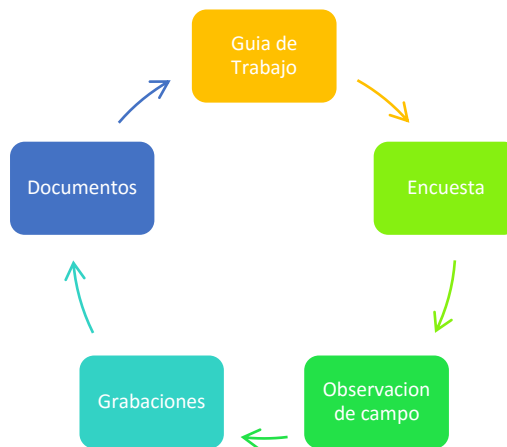 Guia de
Trabajo
Encuesta
Observacion
de campo
Grabaciones
Documentos